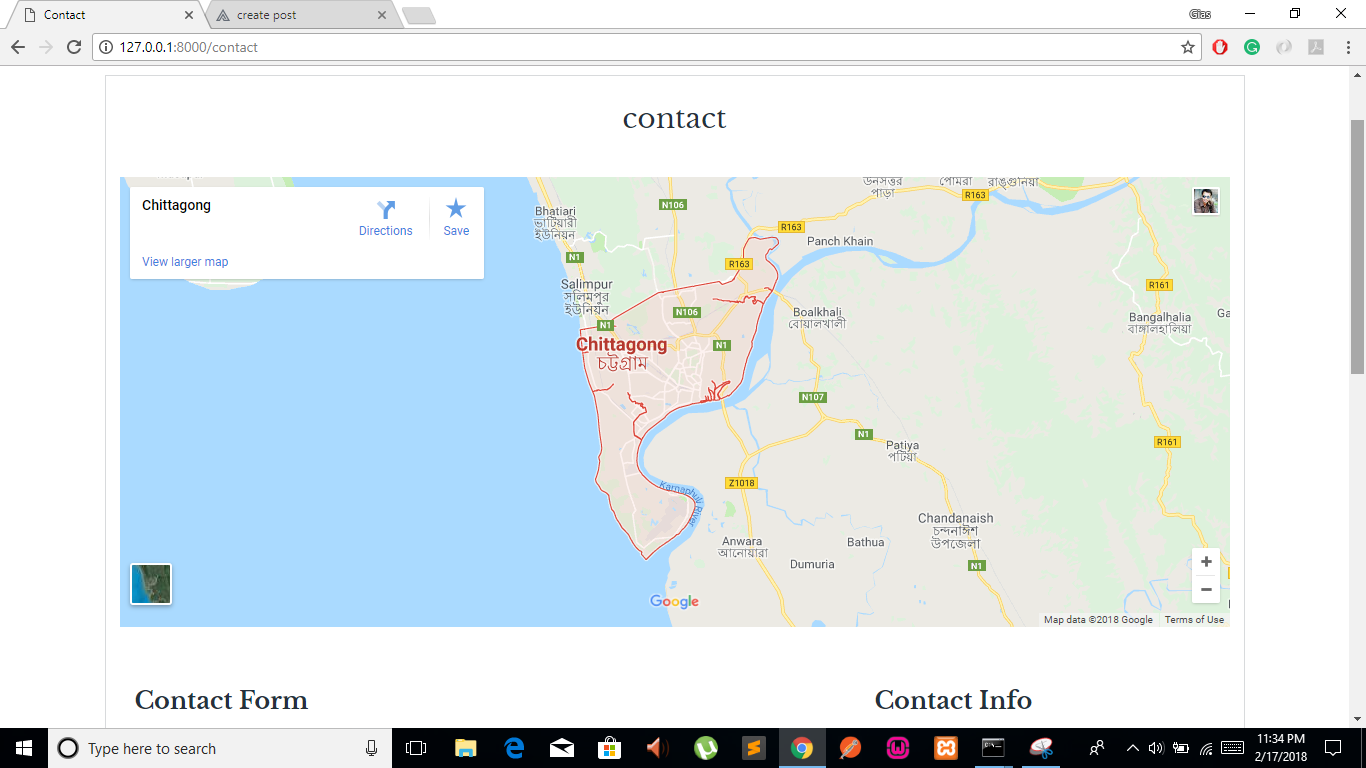 Contact
create post
Gias
127.0.0.1:8000/contact
contact
Chittagong
Directions
Save
View larger map
Bhatiari
ভাটিয়ারী
ইউনিয়ন
N106
R163
পোমরা
রাঙ্গুনিয়া
পাড়া
R163
Panch Khain
N1
R163
Salimpur
সলিমপুর
ইউনিয়ন
R161
N106
Boalkhali
বোয়ালখালী
Bangalhalia
বাঙ্গালহালিয়া
Ga
N1
Chittagong
চট্টগ্রাম
N1
N107
N1
R161
Patiya
পটিয়া
Z1018
Karnaphuli River
Chandanaish
চন্দনাঈশ
উপজেলা
Anwara
আনোয়ারা
Bathua
Dumuria
N1
Google
Map data ©2018 Google
Terms of Use
Contact Form
Contact Info
Type here to search
11:34 PM
2/17/2018